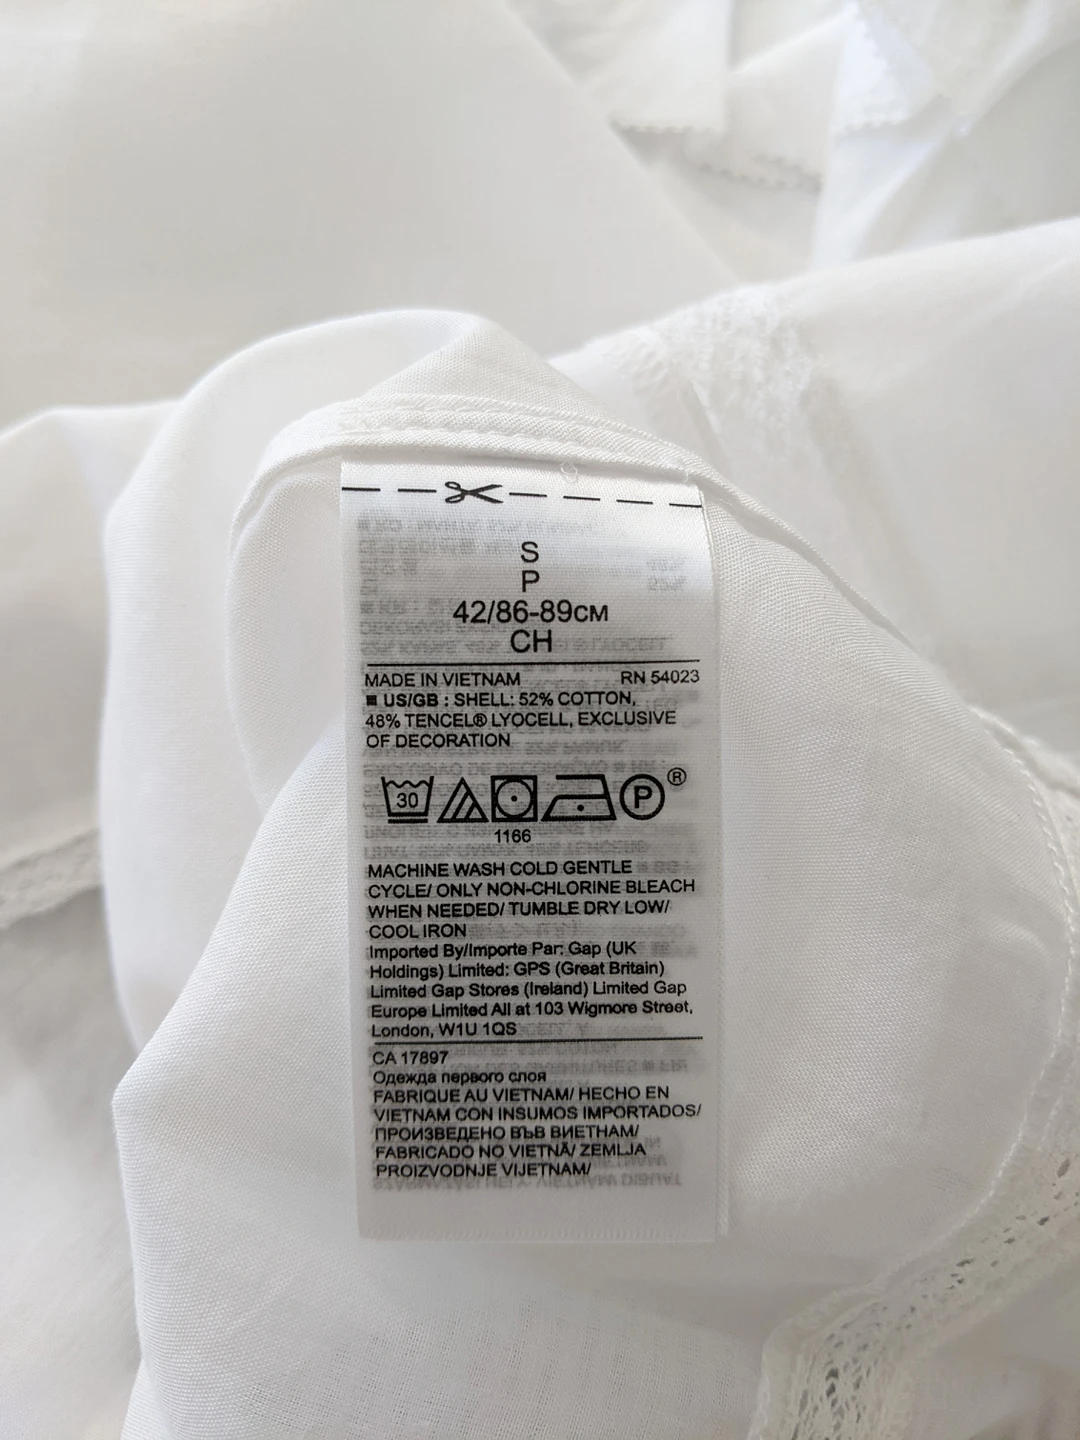 S
P
42/86-89CM
CH
MADE IN VIETNAM RN 54023
■ US/GB : SHELL: 52% COTTON,
48% TENCEL® LYOCELL, EXCLUSIVE
OF DECORATION
30 P ®
1166
MACHINE WASH COLD GENTLE
CYCLE/ ONLY NON-CHLORINE BLEACH
WHEN NEEDED/ TUMBLE DRY LOW/
COOL IRON
Imported By/Importe Par: Gap (UK
Holdings) Limited: GPS (Great Britain)
Limited Gap Stores (Ireland) Limited Gap
Europe Limited All at 103 Wigmore Street,
London, W1U 1QS
CA 17897
Одежда первого слоя
FABRIQUE AU VIETNAM/ HECHO EN
VIETNAM CON INSUMOS IMPORTADOS/
ПРОИЗВЕДЕНО ВЪВ ВИЕТНАМ/
FABRICADO NO VIETNÃ/ ZEMLJA
PROIZVODNJE VIJETNAM/